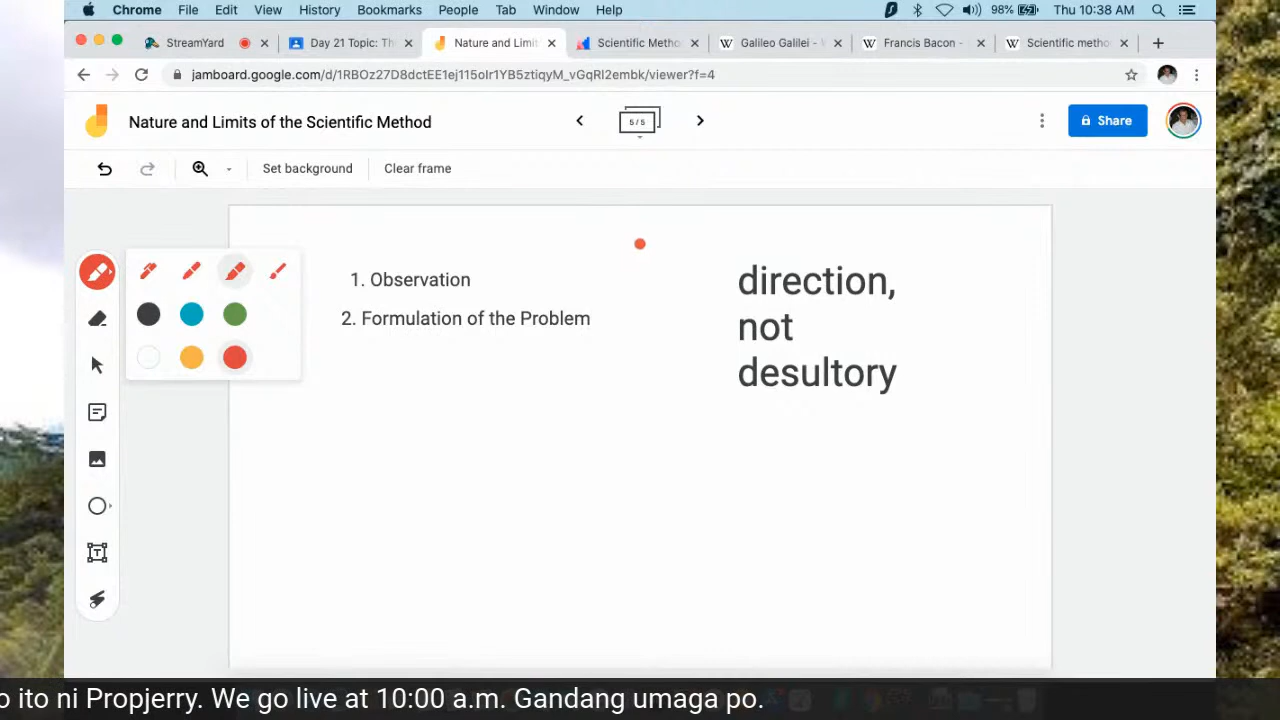 Chrome File Edit View History Bookmarks People Tab Window Help 98% Thu 10:38 AM
StreamYard Day 21 Topic: The Nature and Limit Scientific Metho Galileo Galilei - Francis Bacon - Scientific metho
jamboard.google.com/d/1RBOz27D8dctEE1ej115oIr1YB5ztiqyM_vGqRI2embk/viewer?f=4
Nature and Limits of the Scientific Method 5 / 5 Share
Set background Clear frame
1. Observation
2. Formulation of the Problem
direction,
not
desultory
o ito ni Propjerry. We go live at 10:00 a.m. Gandang umaga po.